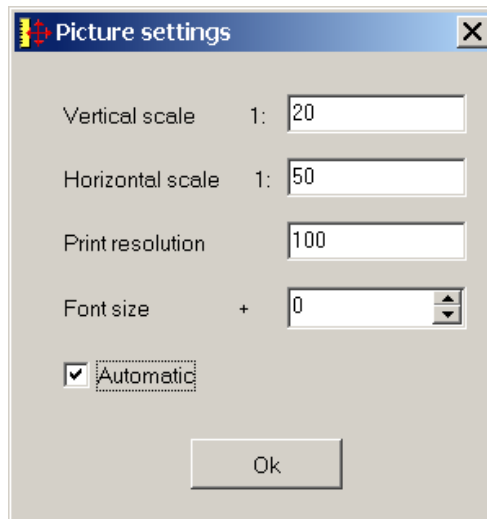 Picture settings
Vertical scale 1: 20
Horizontal scale 1: 50
Print resolution 100
Font size + 0
Automatic
Ok